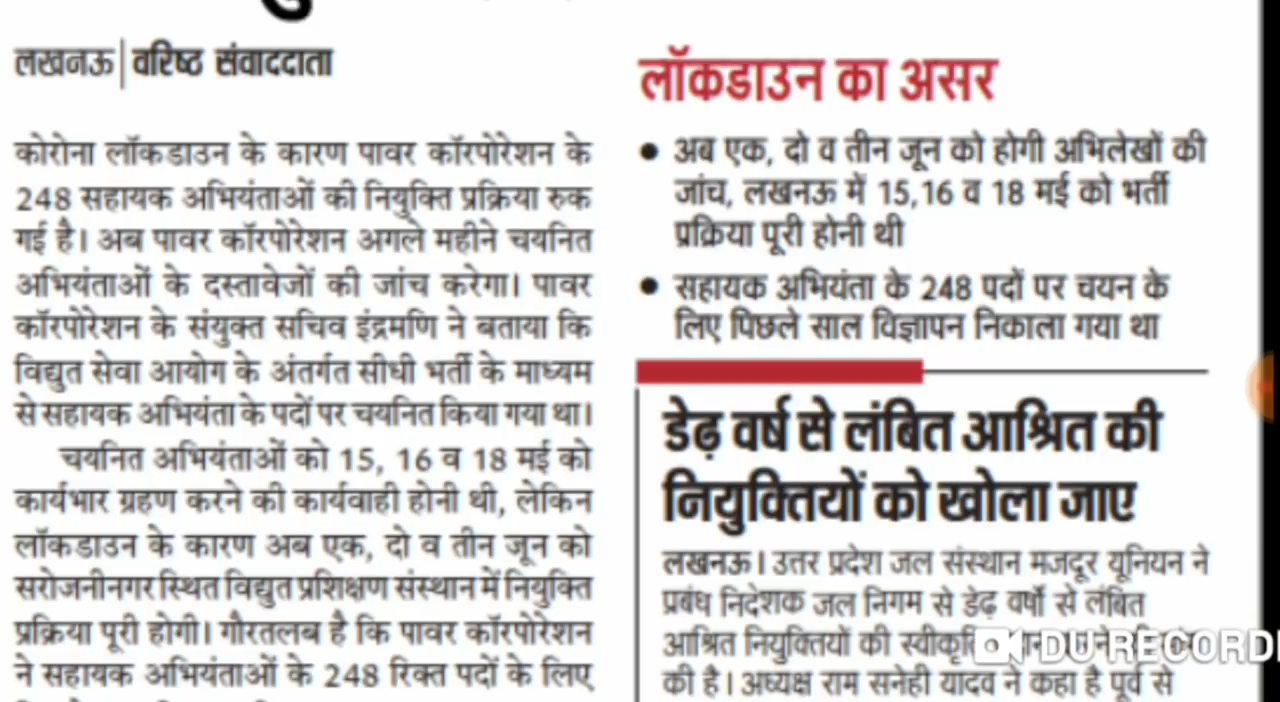 लखनऊ | वरिष्ठ संवाददाता
कोरोना लॉकडाउन के कारण पावर कॉरपोरेशन के
248 सहायक अभियंताओं की नियुक्ति प्रक्रिया रुक
गई है। अब पावर कॉरपोरेशन अगले महीने चयनित
अभियंताओं के दस्तावेजों की जांच करेगा। पावर
कॉरपोरेशन के संयुक्त सचिव इंद्रमणि ने बताया कि
विद्युत सेवा आयोग के अंतर्गत सीधी भर्ती के माध्यम
से सहायक अभियंता के पदों पर चयनित किया गया था।
चयनित अभियंताओं को 15, 16 व 18 मई को
कार्यभार ग्रहण करने की कार्यवाही होनी थी, लेकिन
लॉकडाउन के कारण अब एक, दो व तीन जून को
सरोजनीनगर स्थित विद्युत प्रशिक्षण संस्थान में नियुक्ति
प्रक्रिया पूरी होगी। गौरतलब है कि पावर कॉरपोरेशन
ने सहायक अभियंताओं के 248 रिक्त पदों के लिए
लॉकडाउन का असर
● अब एक, दो व तीन जून को होगी अभिलेखों की
जांच, लखनऊ में 15,16 व 18 मई को भर्ती
प्रक्रिया पूरी होनी थी
● सहायक अभियंता के 248 पदों पर चयन के
लिए पिछले साल विज्ञापन निकाला गया था
डेढ़ वर्ष से लंबित आश्रित की
नियुक्तियों को खोला जाए
लखनऊ। उत्तर प्रदेश जल संस्थान मजदूर यूनियन ने
प्रबंध निदेशक जल निगम से डेढ़ वर्षो से लंबित
आश्रित नियुक्तियों की
की है। अध्यक्ष राम सनेही यादव ने कहा है पूर्व से
DU RECORD